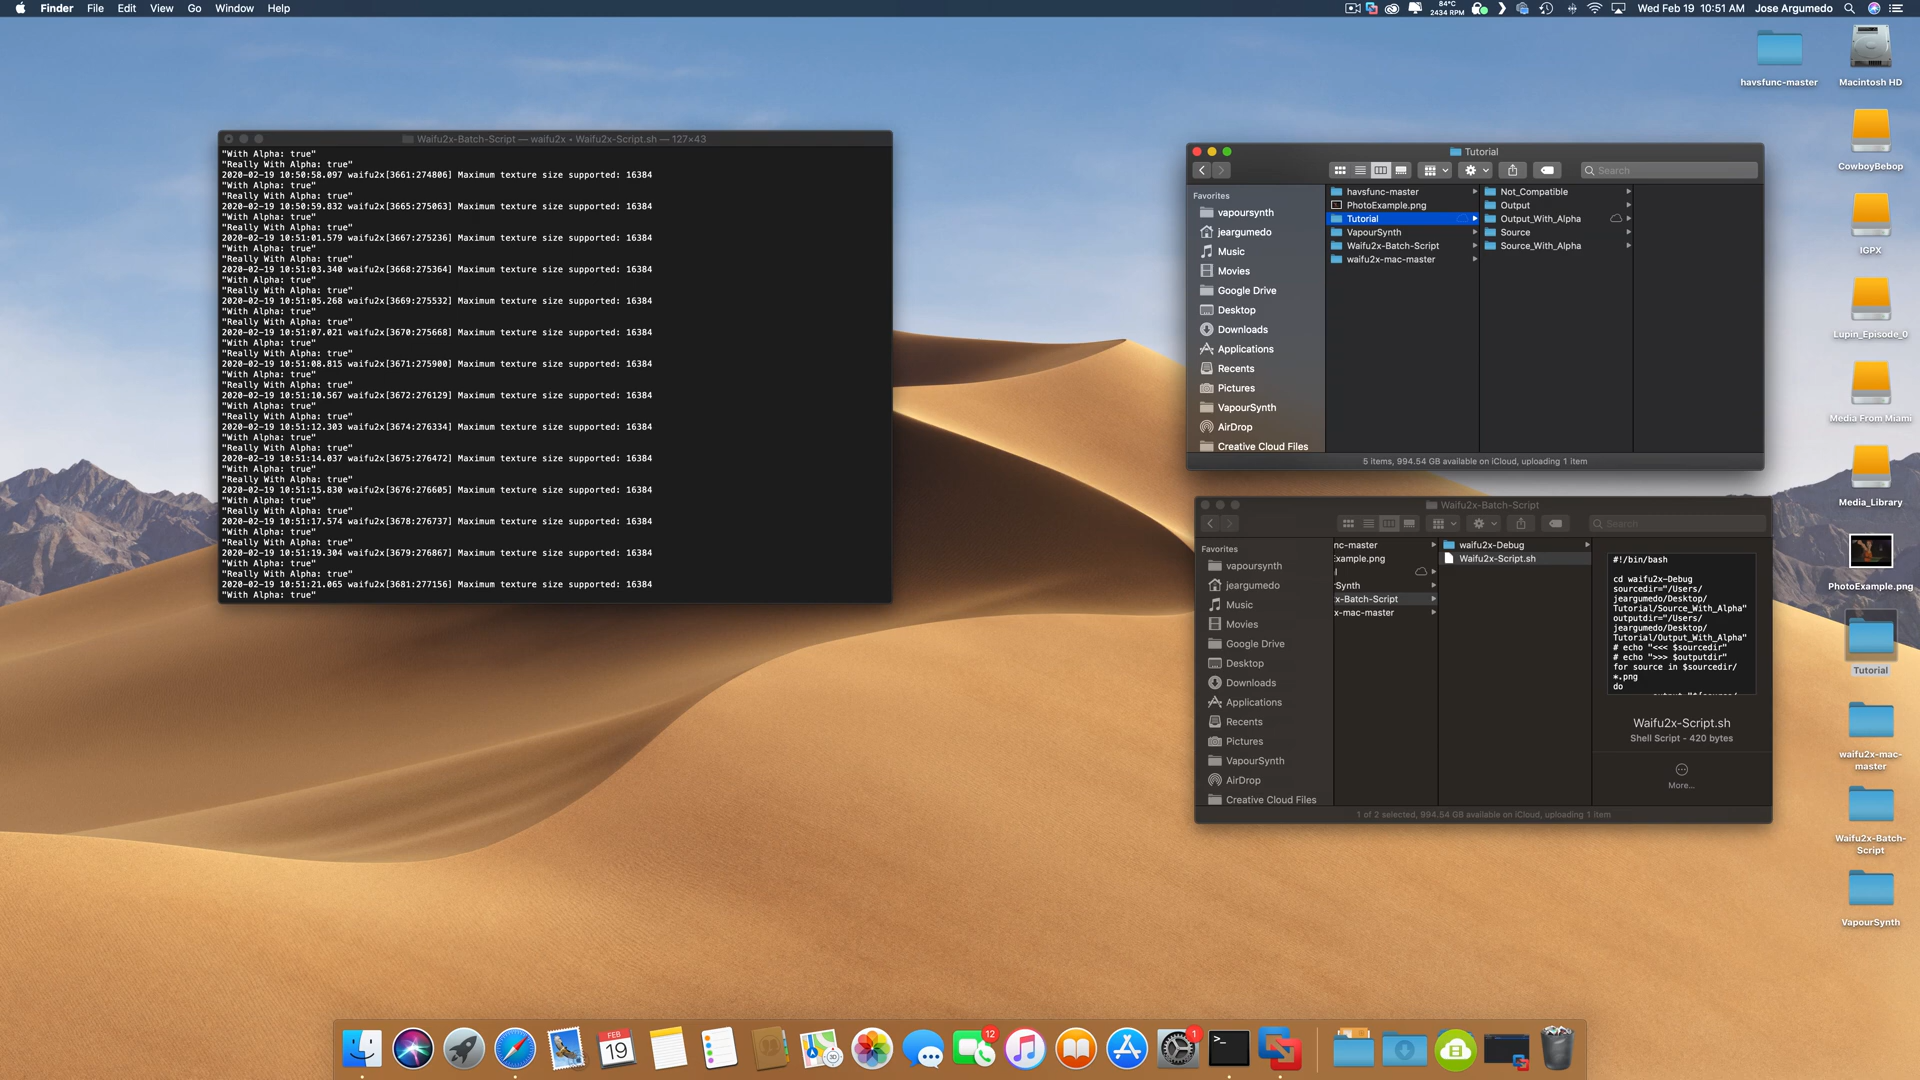 Finder File Edit View Go Window Help
84°C
2434 RPM
Wed Feb 19 10:51 AM Jose Argumedo
Waifu2x-Batch-Script — waifu2x • Waifu2x-Script.sh — 127×43
"With Alpha: true"
"Really With Alpha: true"
2020-02-19 10:50:58.097 waifu2x[3661:274806] Maximum texture size supported: 16384
"With Alpha: true"
"Really With Alpha: true"
2020-02-19 10:50:59.832 waifu2x[3665:275063] Maximum texture size supported: 16384
"With Alpha: true"
"Really With Alpha: true"
2020-02-19 10:51:01.579 waifu2x[3667:275236] Maximum texture size supported: 16384
"With Alpha: true"
"Really With Alpha: true"
2020-02-19 10:51:03.340 waifu2x[3668:275364] Maximum texture size supported: 16384
"With Alpha: true"
"Really With Alpha: true"
2020-02-19 10:51:05.268 waifu2x[3669:275532] Maximum texture size supported: 16384
"With Alpha: true"
"Really With Alpha: true"
2020-02-19 10:51:07.021 waifu2x[3670:275668] Maximum texture size supported: 16384
"With Alpha: true"
"Really With Alpha: true"
2020-02-19 10:51:08.815 waifu2x[3671:275900] Maximum texture size supported: 16384
"With Alpha: true"
"Really With Alpha: true"
2020-02-19 10:51:10.567 waifu2x[3672:276129] Maximum texture size supported: 16384
"With Alpha: true"
"Really With Alpha: true"
2020-02-19 10:51:12.303 waifu2x[3674:276334] Maximum texture size supported: 16384
"With Alpha: true"
"Really With Alpha: true"
2020-02-19 10:51:14.037 waifu2x[3675:276472] Maximum texture size supported: 16384
"With Alpha: true"
"Really With Alpha: true"
2020-02-19 10:51:15.830 waifu2x[3676:276605] Maximum texture size supported: 16384
"With Alpha: true"
"Really With Alpha: true"
2020-02-19 10:51:17.574 waifu2x[3678:276737] Maximum texture size supported: 16384
"With Alpha: true"
"Really With Alpha: true"
2020-02-19 10:51:19.304 waifu2x[3679:276867] Maximum texture size supported: 16384
"With Alpha: true"
"Really With Alpha: true"
2020-02-19 10:51:21.065 waifu2x[3681:277156] Maximum texture size supported: 16384
"With Alpha: true"
Tutorial
Search
Favorites
vapoursynth
jeargumedo
Music
Movies
Google Drive
Desktop
Downloads
Applications
Recents
Pictures
VapourSynth
AirDrop
Creative Cloud Files
havsfunc-master
PhotoExample.png
Tutorial
VapourSynth
Waifu2x-Batch-Script
waifu2x-mac-master
Not_Compatible
Output
Output_With_Alpha
Source
Source_With_Alpha
5 items, 994.54 GB available on iCloud, uploading 1 item
Waifu2x-Batch-Script
Search
Favorites
vapoursynth
jeargumedo
Music
Movies
Google Drive
Desktop
Downloads
Applications
Recents
Pictures
VapourSynth
AirDrop
Creative Cloud Files
nc-master
Example.png
l
Synth
x-Batch-Script
x-mac-master
waifu2x-Debug
Waifu2x-Script.sh
#!/bin/bash
cd waifu2x-Debug
sourcedir="/Users/
jeargumedo/Desktop/
Tutorial/Source_With_Alpha"
outputdir="/Users/
jeargumedo/Desktop/
Tutorial/Output_With_Alpha"
# echo "<<< $sourcedir"
# echo ">>> $outputdir"
for source in $sourcedir/
*.png
do
Waifu2x-Script.sh
Shell Script - 420 bytes
More...
1 of 2 selected, 994.54 GB available on iCloud, uploading 1 item
havsfunc-master
Macintosh HD
CowboyBebop
IGPX
Lupin_Episode_0
Media From Miami
Media_Library
PhotoExample.png
Tutorial
waifu2x-mac-
master
Waifu2x-Batch-
Script
VapourSynth
FEB
19
3D
12
1
>_